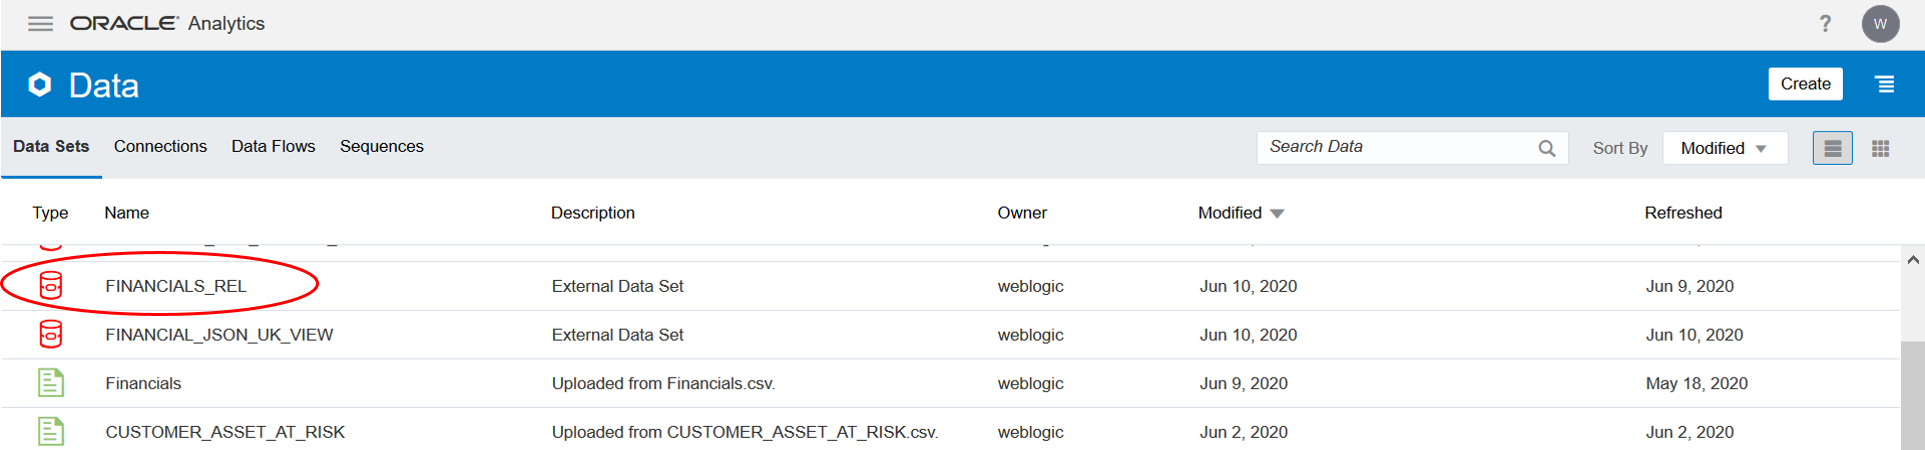 ORACLE Analytics ? W
Data Create
Data Sets Connections Data Flows Sequences Search Data Sort By Modified
Type Name Description Owner Modified Refreshed
FINANCIALS_REL External Data Set weblogic Jun 10, 2020 Jun 9, 2020
FINANCIAL_JSON_UK_VIEW External Data Set weblogic Jun 10, 2020 Jun 10, 2020
Financials Uploaded from Financials.csv. weblogic Jun 9, 2020 May 18, 2020
CUSTOMER_ASSET_AT_RISK Uploaded from CUSTOMER_ASSET_AT_RISK.csv. weblogic Jun 2, 2020 Jun 2, 2020